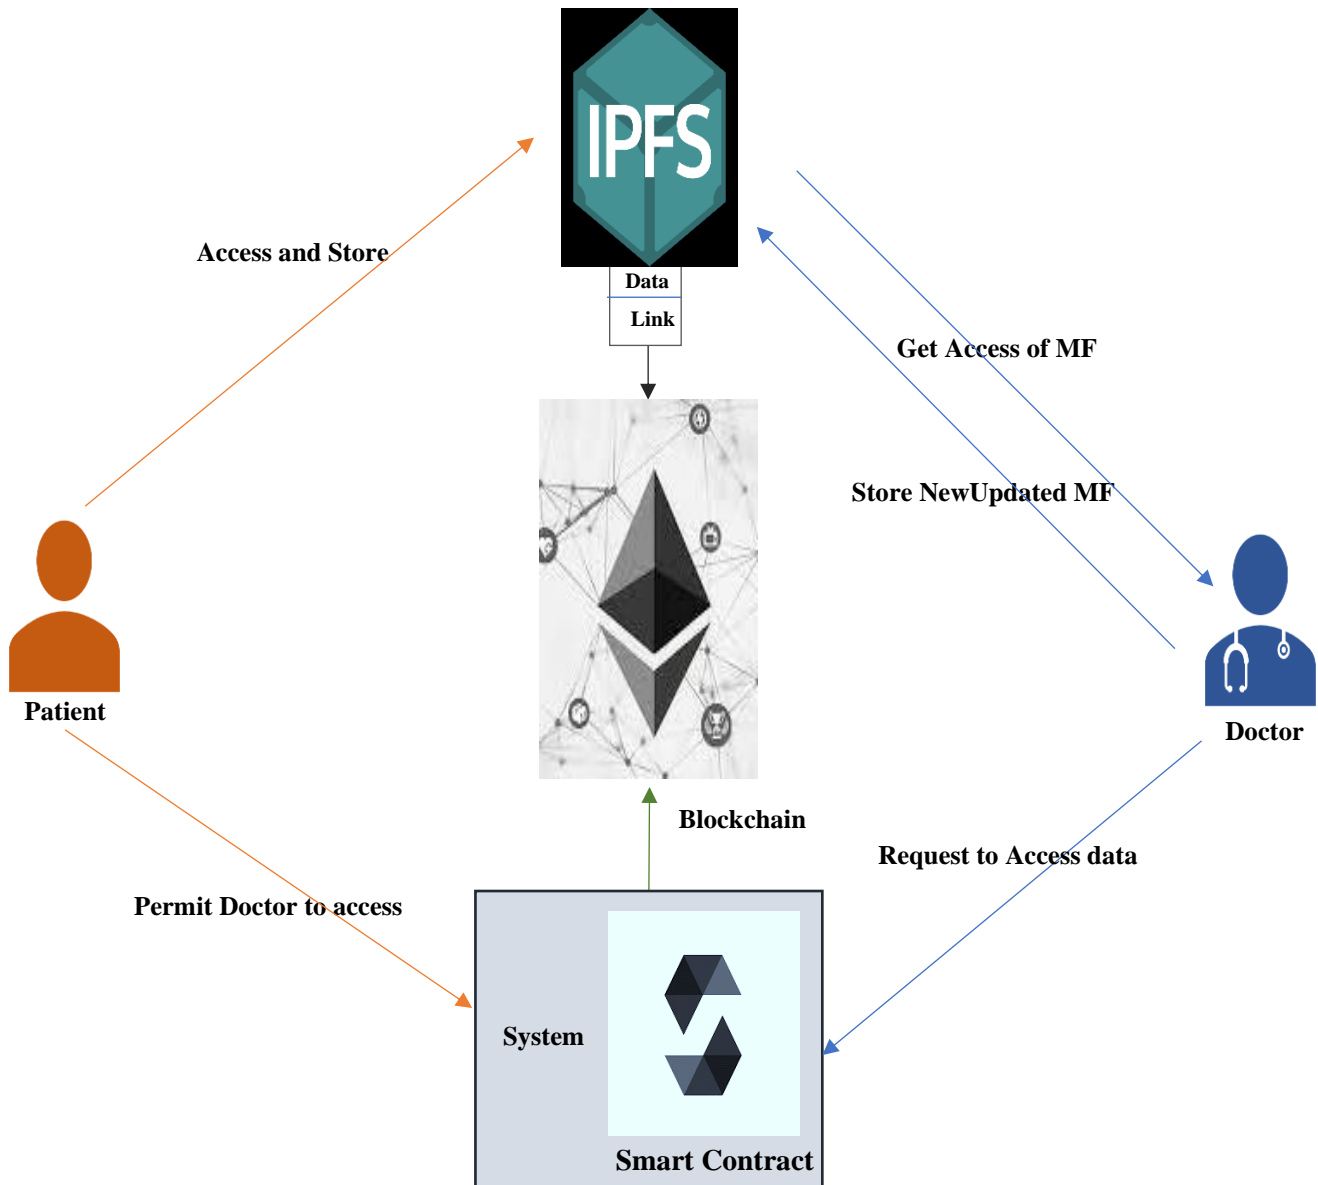 IPFS
Access and Store
Data
Link
Get Access of MF
Store NewUpdated MF
Patient
Doctor
Blockchain
Request to Access data
Permit Doctor to access
System
Smart Contract